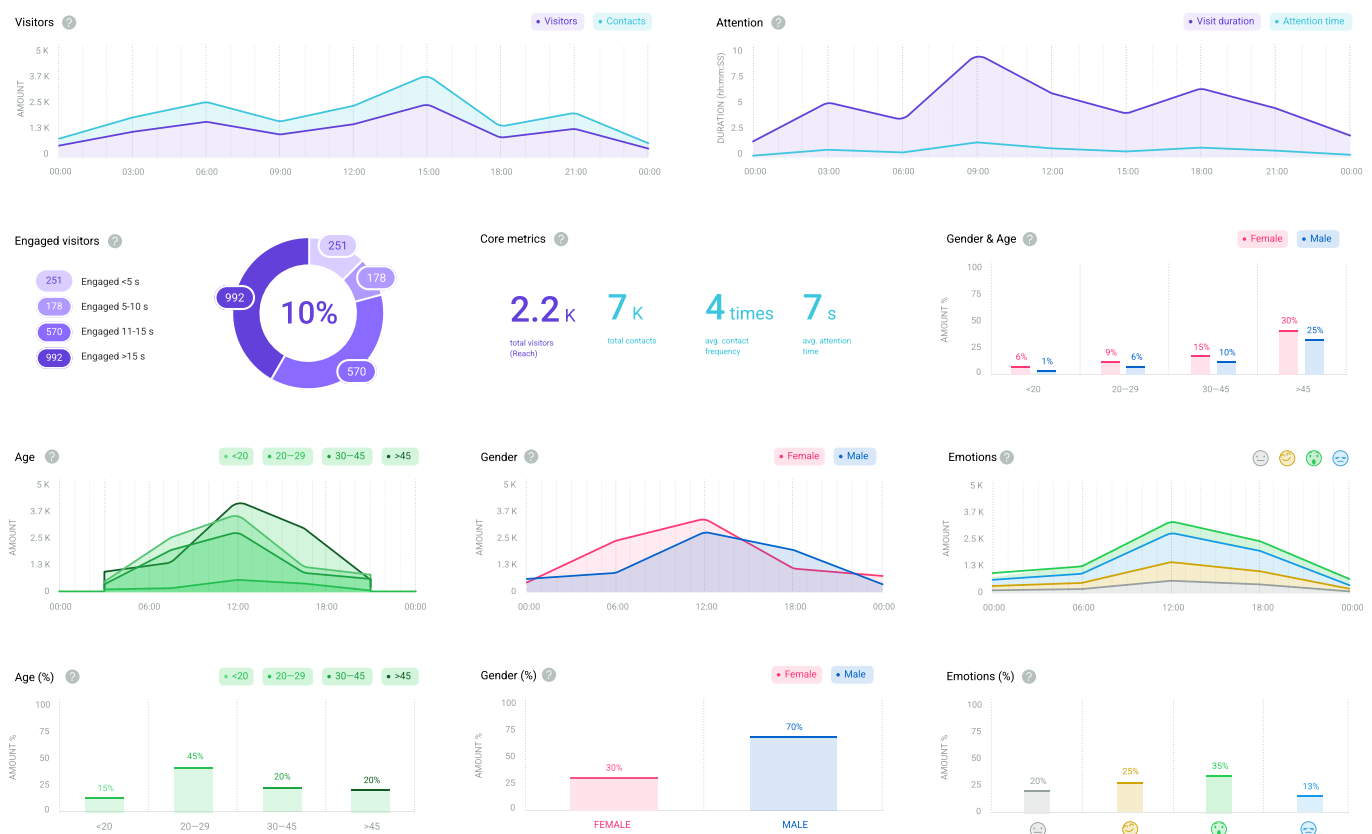 Visitors ?
Visitors
Contacts
AMOUNT
5 K
3.7 K
2.5 K
1.3 K
0
00:00 03:00 06:00 09:00 12:00 15:00 18:00 21:00 00:00
Attention ?
Visit duration
Attention time
DURATION (hh:mm:SS)
10
7.5
5
2.5
0
00:00 03:00 06:00 09:00 12:00 15:00 18:00 21:00 00:00
Engaged visitors ?
251 Engaged <5 s
178 Engaged 5-10 s
570 Engaged 11-15 s
992 Engaged >15 s
251
178
992
10%
570
Core metrics ?
2.2 K
total visitors
(Reach)
7 K
total contacts
4 times
avg. contact
frequency
7 s
avg. attention
time
Gender & Age ?
Female
Male
AMOUNT %
100
75
50
25
0
6% 1% 9% 6% 15% 10% 30% 25%
<20 20—29 30—45 >45
Age ?
<20
20—29
30—45
>45
AMOUNT
5 K
3.7 K
2.5 K
1.3 K
0
00:00 06:00 12:00 18:00 00:00
Gender ?
Female
Male
AMOUNT
5 K
3.7 K
2.5 K
1.3 K
0
00:00 06:00 12:00 18:00 00:00
Emotions ?
AMOUNT
5 K
3.7 K
2.5 K
1.3 K
0
00:00 06:00 12:00 18:00 00:00
Age (%) ?
<20
20—29
30—45
>45
AMOUNT %
100
75
50
25
0
15% 45% 20% 20%
<20 20—29 30—45 >45
Gender (%) ?
Female
Male
AMOUNT %
100
75
50
25
0
30% 70%
FEMALE MALE
Emotions (%) ?
AMOUNT %
100
75
50
25
0
20% 25% 35% 13%